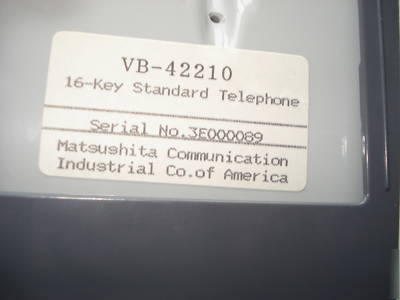 VB-42210
16-Key Standard Telephone
Serial No.3E000089
Matsushita Communication
Industrial Co.of America